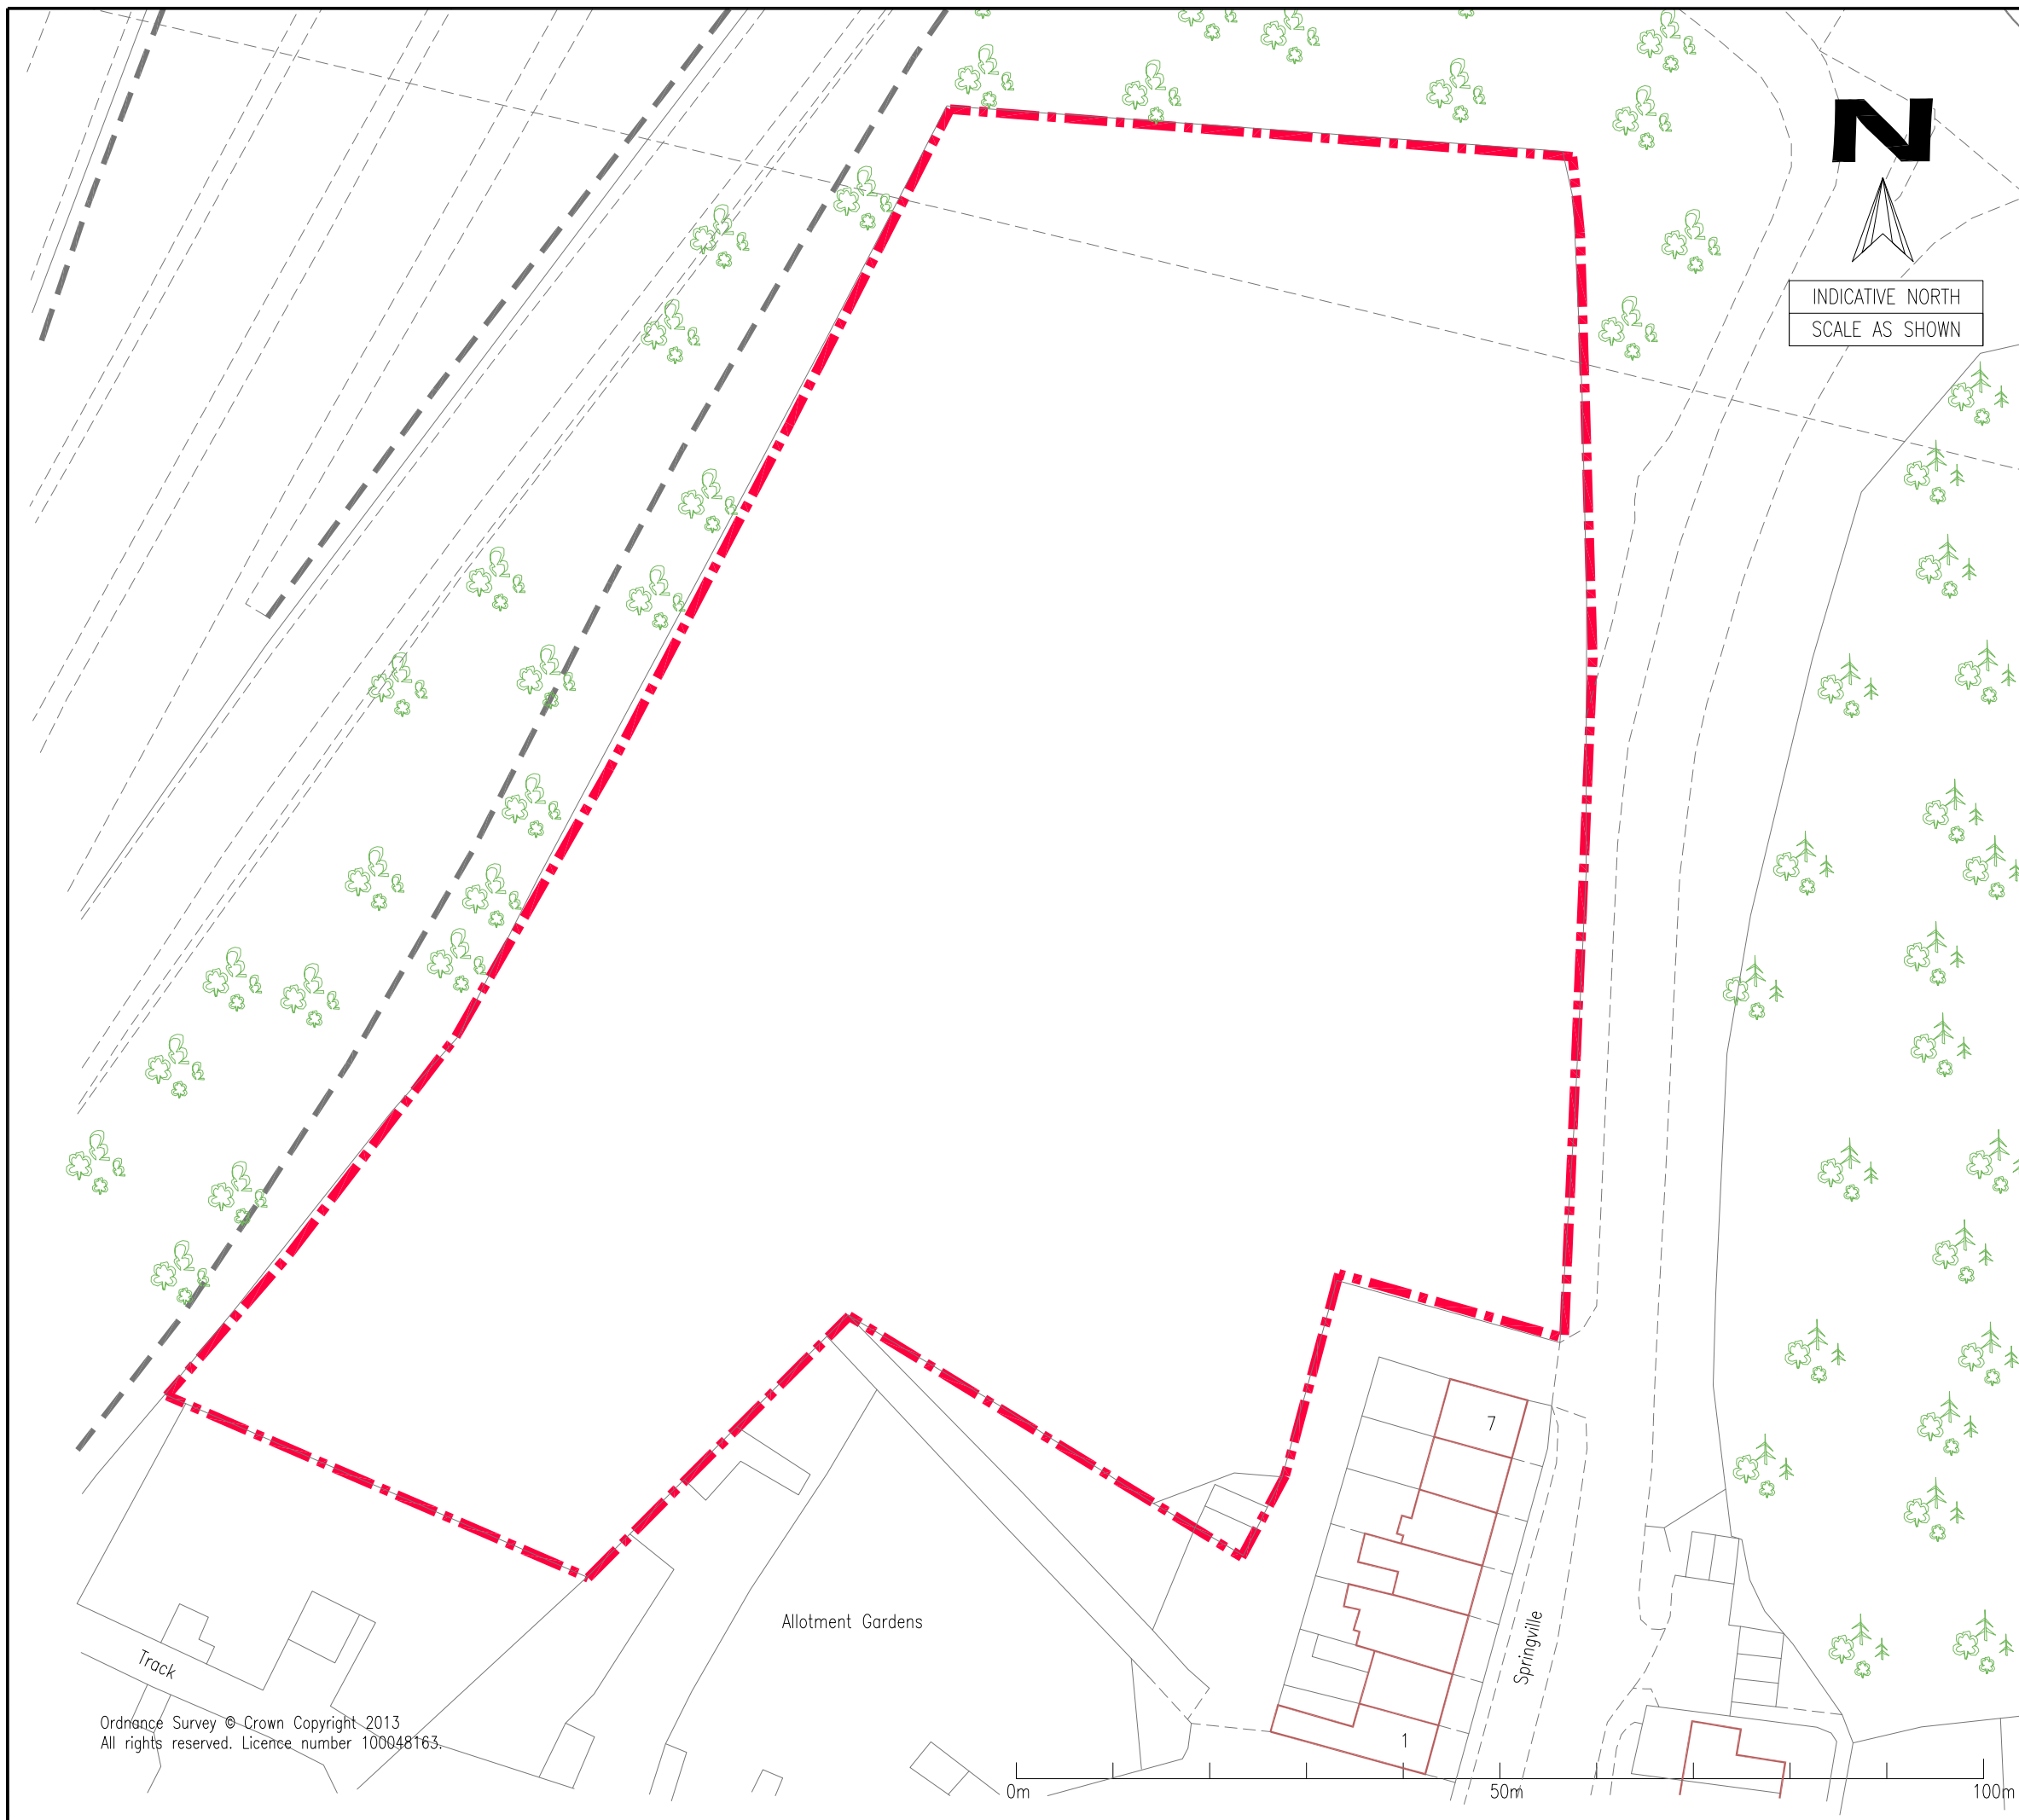 N
INDICATIVE NORTH
SCALE AS SHOWN
7
Allotment Gardens
Springville
Track
Ordnance Survey © Crown Copyright 2013
All rights reserved. Licence number 100048163.
1
0m 50m 100m